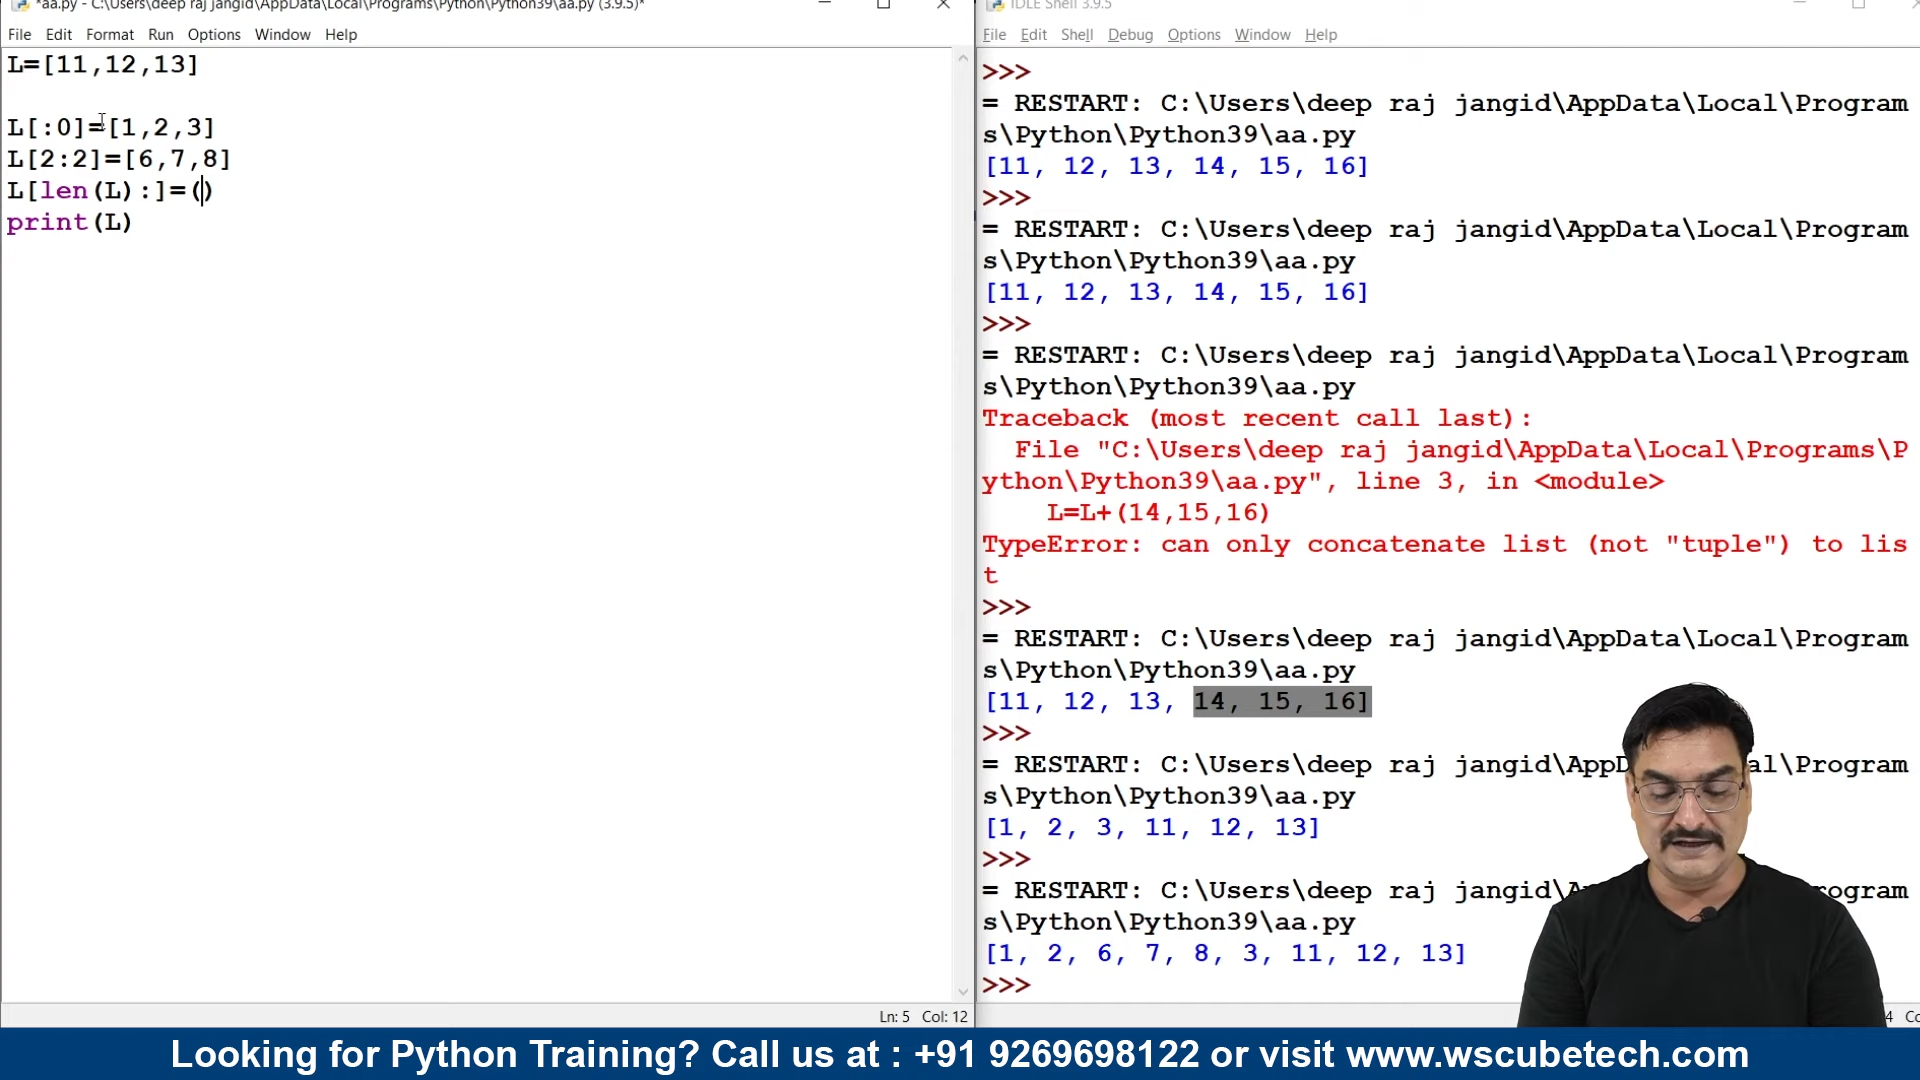 *aa.py - C:\Users\deep raj jangid\AppData\Local\Programs\Python\Python39\aa.py (3.9.5)*
File Edit Format Run Options Window Help
L=[11,12,13]
L[:0]=[1,2,3]
L[2:2]=[6,7,8]
L[len(L):]=()
print(L)
Ln: 5 Col: 12
IDLE Shell 3.9.5
File Edit Shell Debug Options Window Help
>>>
= RESTART: C:\Users\deep raj jangid\AppData\Local\Program
s\Python\Python39\aa.py
[11, 12, 13, 14, 15, 16]
>>>
= RESTART: C:\Users\deep raj jangid\AppData\Local\Program
s\Python\Python39\aa.py
[11, 12, 13, 14, 15, 16]
>>>
= RESTART: C:\Users\deep raj jangid\AppData\Local\Program
s\Python\Python39\aa.py
Traceback (most recent call last):
File "C:\Users\deep raj jangid\AppData\Local\Programs\P
ython\Python39\aa.py", line 3, in <module>
L=L+(14,15,16)
TypeError: can only concatenate list (not "tuple") to lis
t
>>>
= RESTART: C:\Users\deep raj jangid\AppData\Local\Program
s\Python\Python39\aa.py
[11, 12, 13, 14, 15, 16]
>>>
= RESTART: C:\Users\deep raj jangid\AppD al\Program
s\Python\Python39\aa.py
[1, 2, 3, 11, 12, 13]
>>>
= RESTART: C:\Users\deep raj jangid\A rogram
s\Python\Python39\aa.py
[1, 2, 6, 7, 8, 3, 11, 12, 13]
>>>
4 Co
Looking for Python Training? Call us at : +91 9269698122 or visit www.wscubetech.com